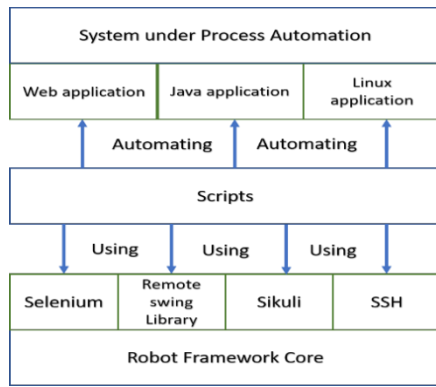 System under Process Automation
Web application
Java application
Linux
application
Automating
Automating
Scripts
Using
Using
Using
Selenium
Remote
swing
Library
Sikuli
SSH
Robot Framework Core